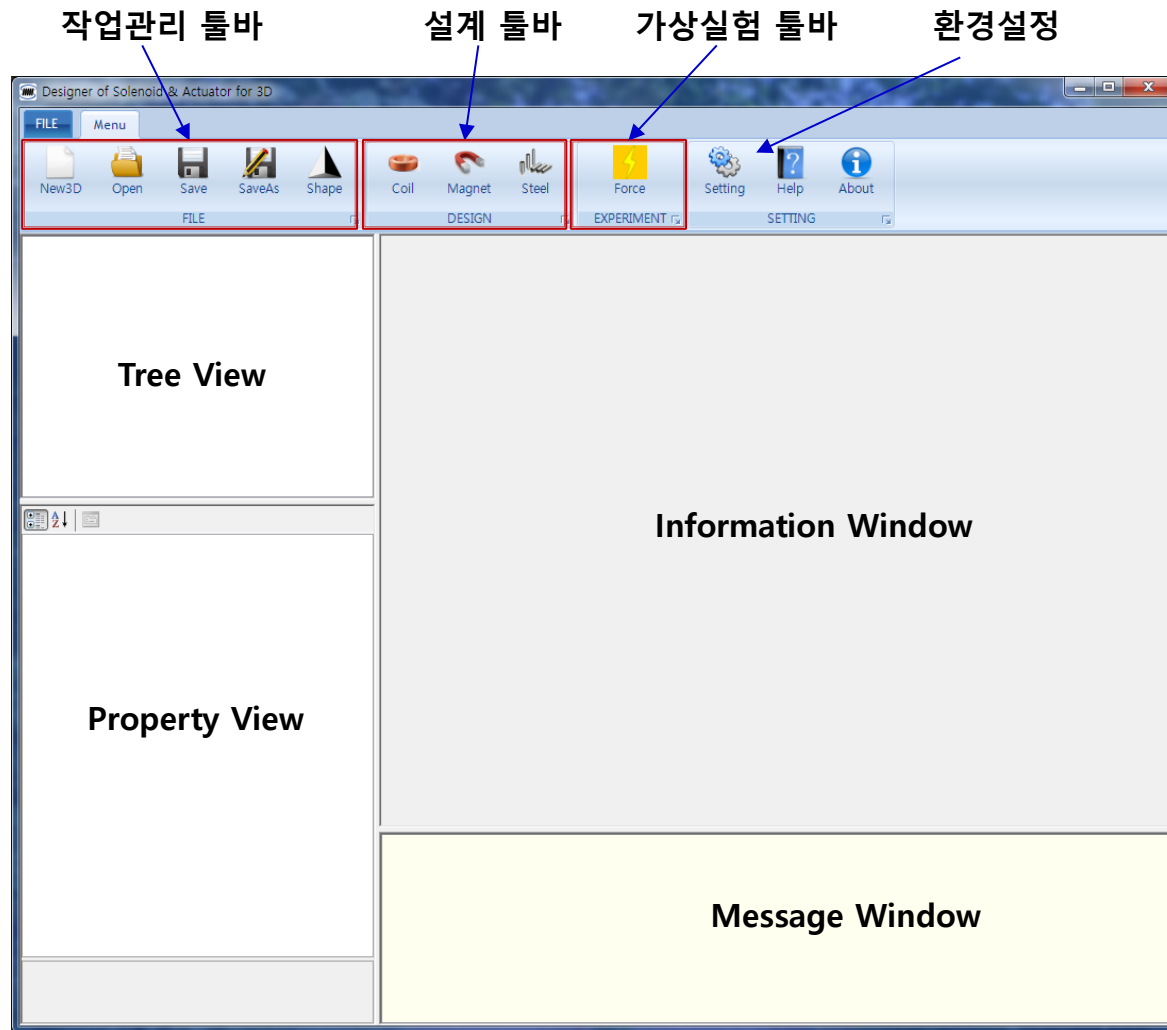 작업관리 툴바 설계 툴바 가상실험 툴바 환경설정
Designer of Solenoid & Actuator for 3D
FILE Menu
New3D Open Save SaveAs Shape Coil Magnet Steel Force Setting Help About
FILE DESIGN EXPERIMENT SETTING
Tree View
Information Window
Property View
Message Window